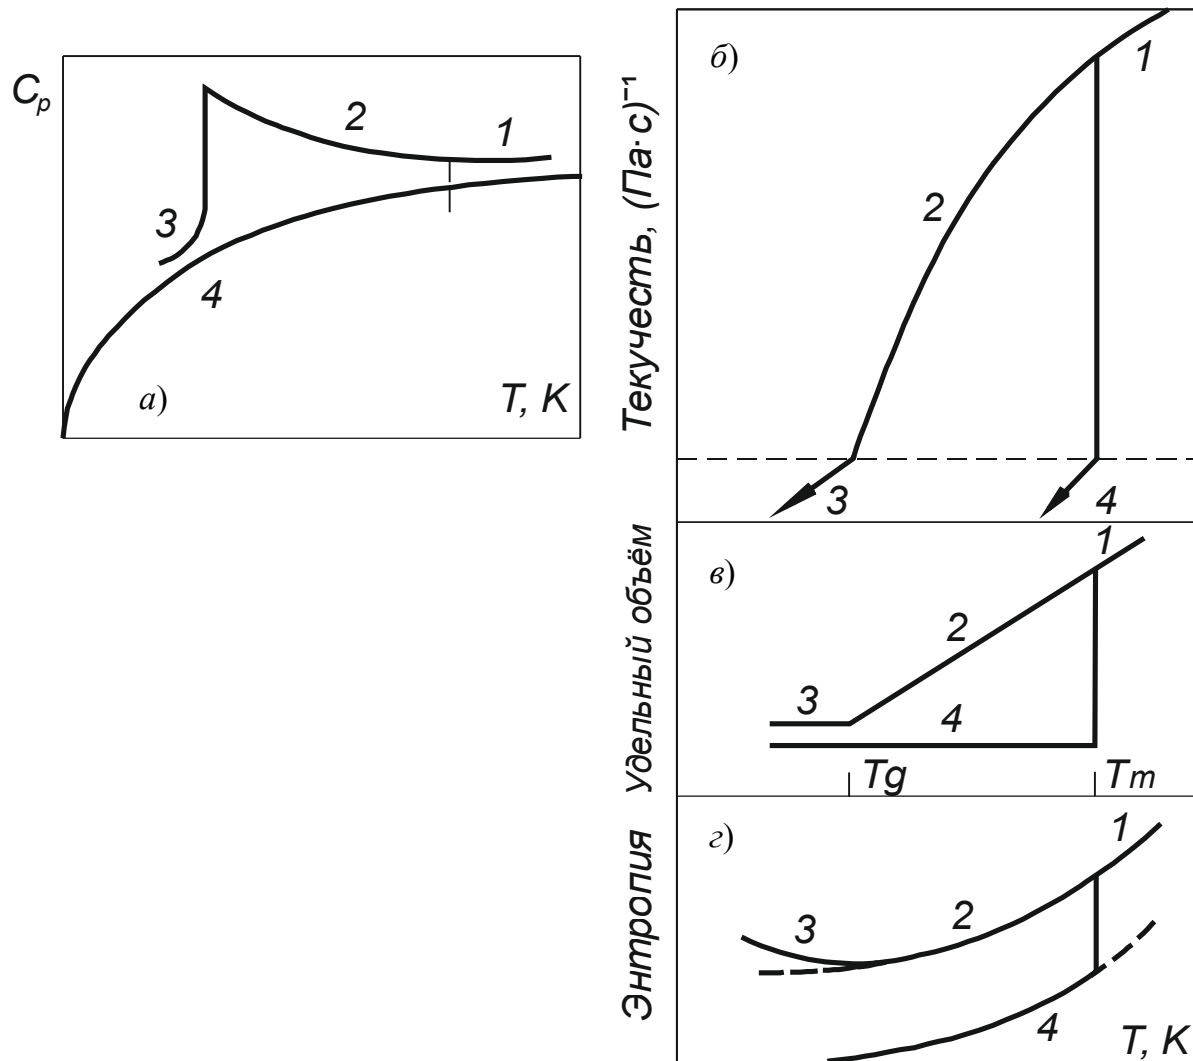 C_p
1
2
3
4
а)
T, K
Текучесть, (Па·с)⁻¹
б)
1
2
3
4
Удельный объём
в)
1
2
3
4
Tg
Tm
Энтропия
г)
1
2
3
4
T, K